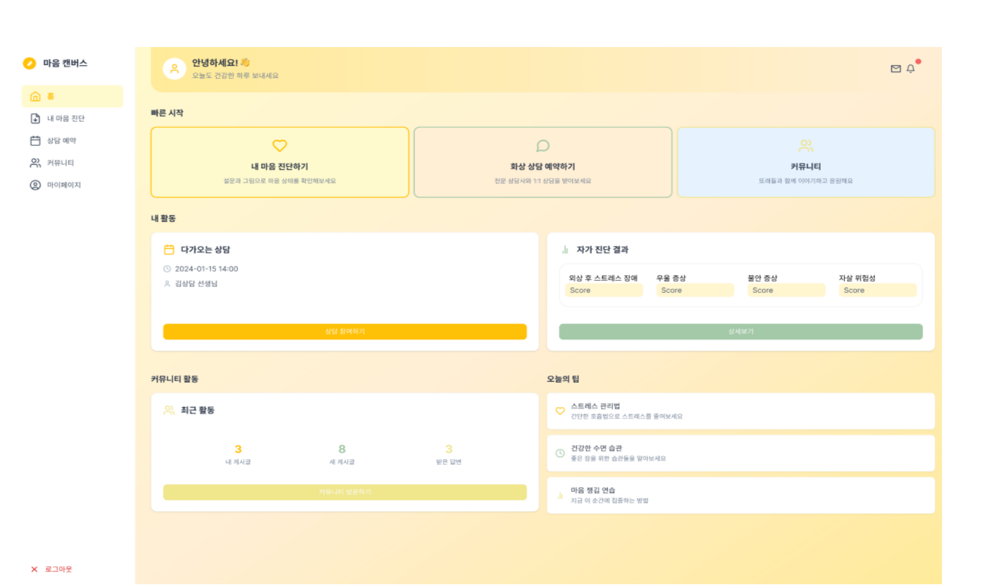 마음 캔버스
홈
내 마음 진단
상담 예약
커뮤니티
마이페이지
로그아웃
안녕하세요! 👋
오늘도 건강한 하루 보내세요
빠른 시작
내 마음 진단하기
설문과 그림으로 마음 상태를 확인해보세요
화상 상담 예약하기
전문 상담사와 1:1 상담을 받아보세요
커뮤니티
또래들과 함께 이야기하고 응원해요
내 활동
다가오는 상담
2024-01-15 14:00
김상담 선생님
상담 참여하기
자가 진단 결과
외상 후 스트레스 장애
Score
우울 증상
Score
불안 증상
Score
자살 위험성
Score
상세보기
커뮤니티 활동
최근 활동
3
내 게시글
8
새 게시글
3
받은 답변
커뮤니티 방문하기
오늘의 팁
스트레스 관리법
간단한 호흡법으로 스트레스를 줄여보세요
건강한 수면 습관
좋은 잠을 위한 습관들을 알아보세요
마음 챙김 연습
지금 이 순간에 집중하는 방법